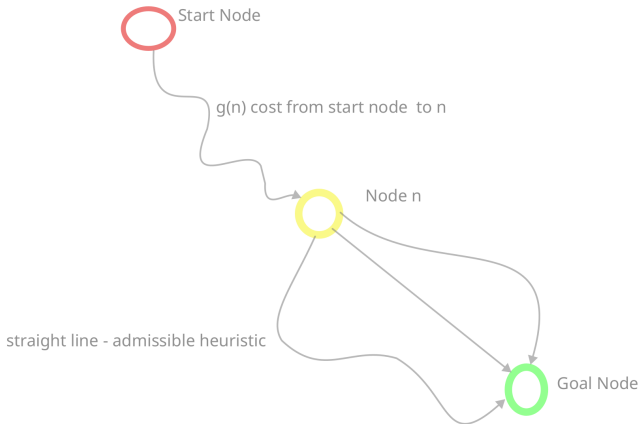 Start Node
g(n) cost from start node  to n
Node n
straight line - admissible heuristic
Goal Node